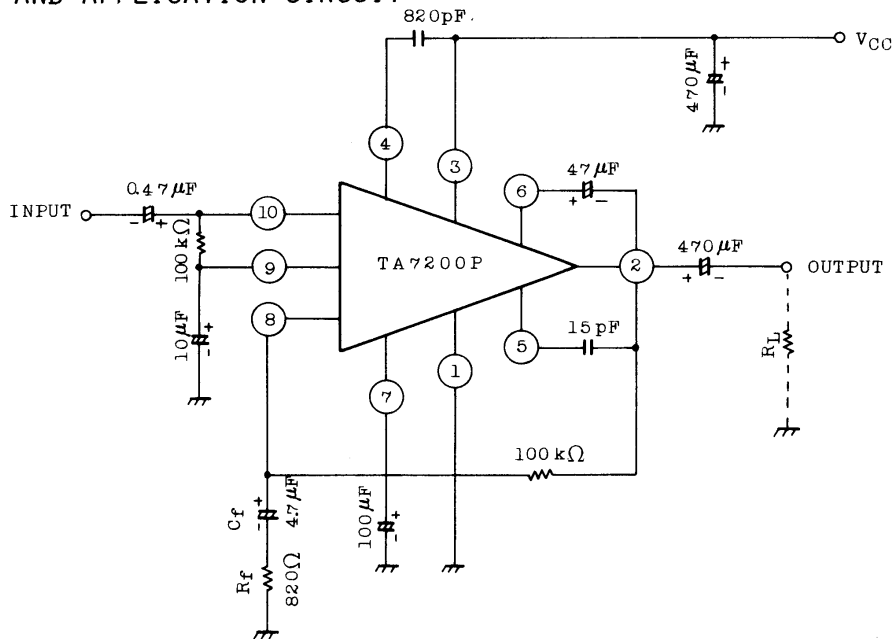 AND APPLICATION CIRCUIT
820pF.
VCC
470μF
+
-
4
3
6
47μF
+ -
0.47μF
INPUT
- +
10
100kΩ
9
TA7200P
2
470μF
+ -
OUTPUT
8
10μF
+
-
15pF
5
RL
7
1
100kΩ
Cf
+
-
4.7μF
100μF
+
-
Rf
820Ω